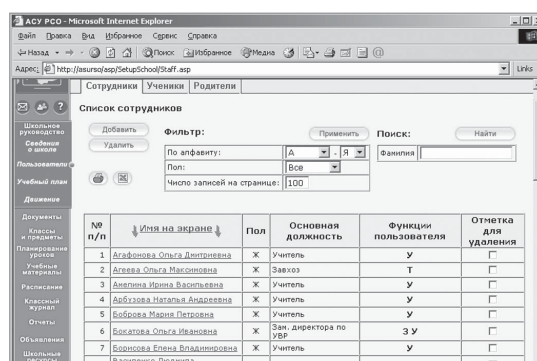 АСУ РСО - Microsoft Internet Explorer
Файл Правка Вид Избранное Сервис Справка
Назад Поиск Избранное Медиа
Адрес: http://asurso/asp/SetupSchool/Staff.asp Links
Сотрудники Ученики Родители
Список сотрудников
Школьное руководство
Сведения о школе
Пользователи
Учебный план
Движение
Документы
Классы и предметы
Планирование уроков
Учебные материалы
Расписание
Классный журнал
Отчеты
Объявления
Школьные ресурсы
Добавить Фильтр: Применить Поиск: Найти
Удалить
По алфавиту: А - Я Фамилия
Пол: Все
Число записей на странице: 100
№ п/п Имя на экране Пол Основная должность Функции пользователя Отметка для удаления
1 Агафонова Ольга Дмитриевна Ж Учитель У
2 Агеева Ольга Максимовна Ж Завхоз Т
3 Анелина Ирина Васильевна Ж Учитель У
4 Арбузова Наталья Андреевна Ж Учитель У
5 Боброва Мария Петровна Ж Учитель У
6 Бокатова Ольга Ивановна Ж Зам. директора по УВР З У
7 Борисова Елена Владимировна Ж Учитель У